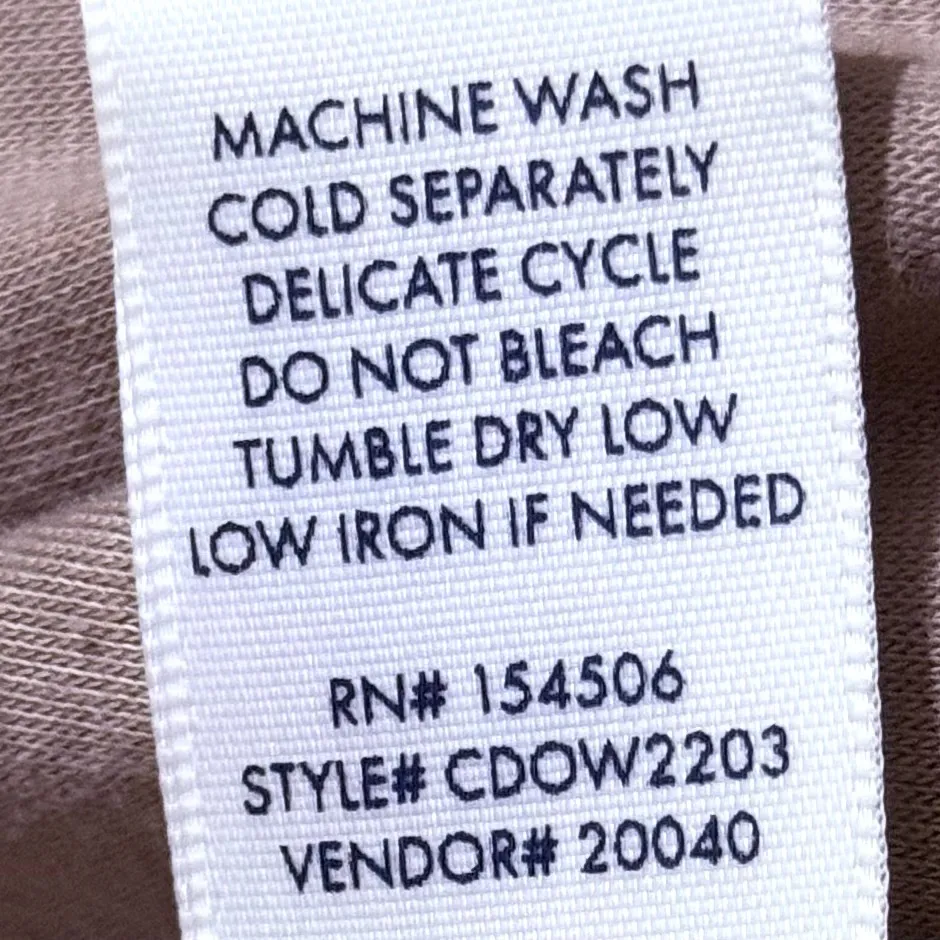 MACHINE WASH
COLD SEPARATELY
DELICATE CYCLE
DO NOT BLEACH
TUMBLE DRY LOW
LOW IRON IF NEEDED
RN# 154506
STYLE# CDOW2203
VENDOR# 20040